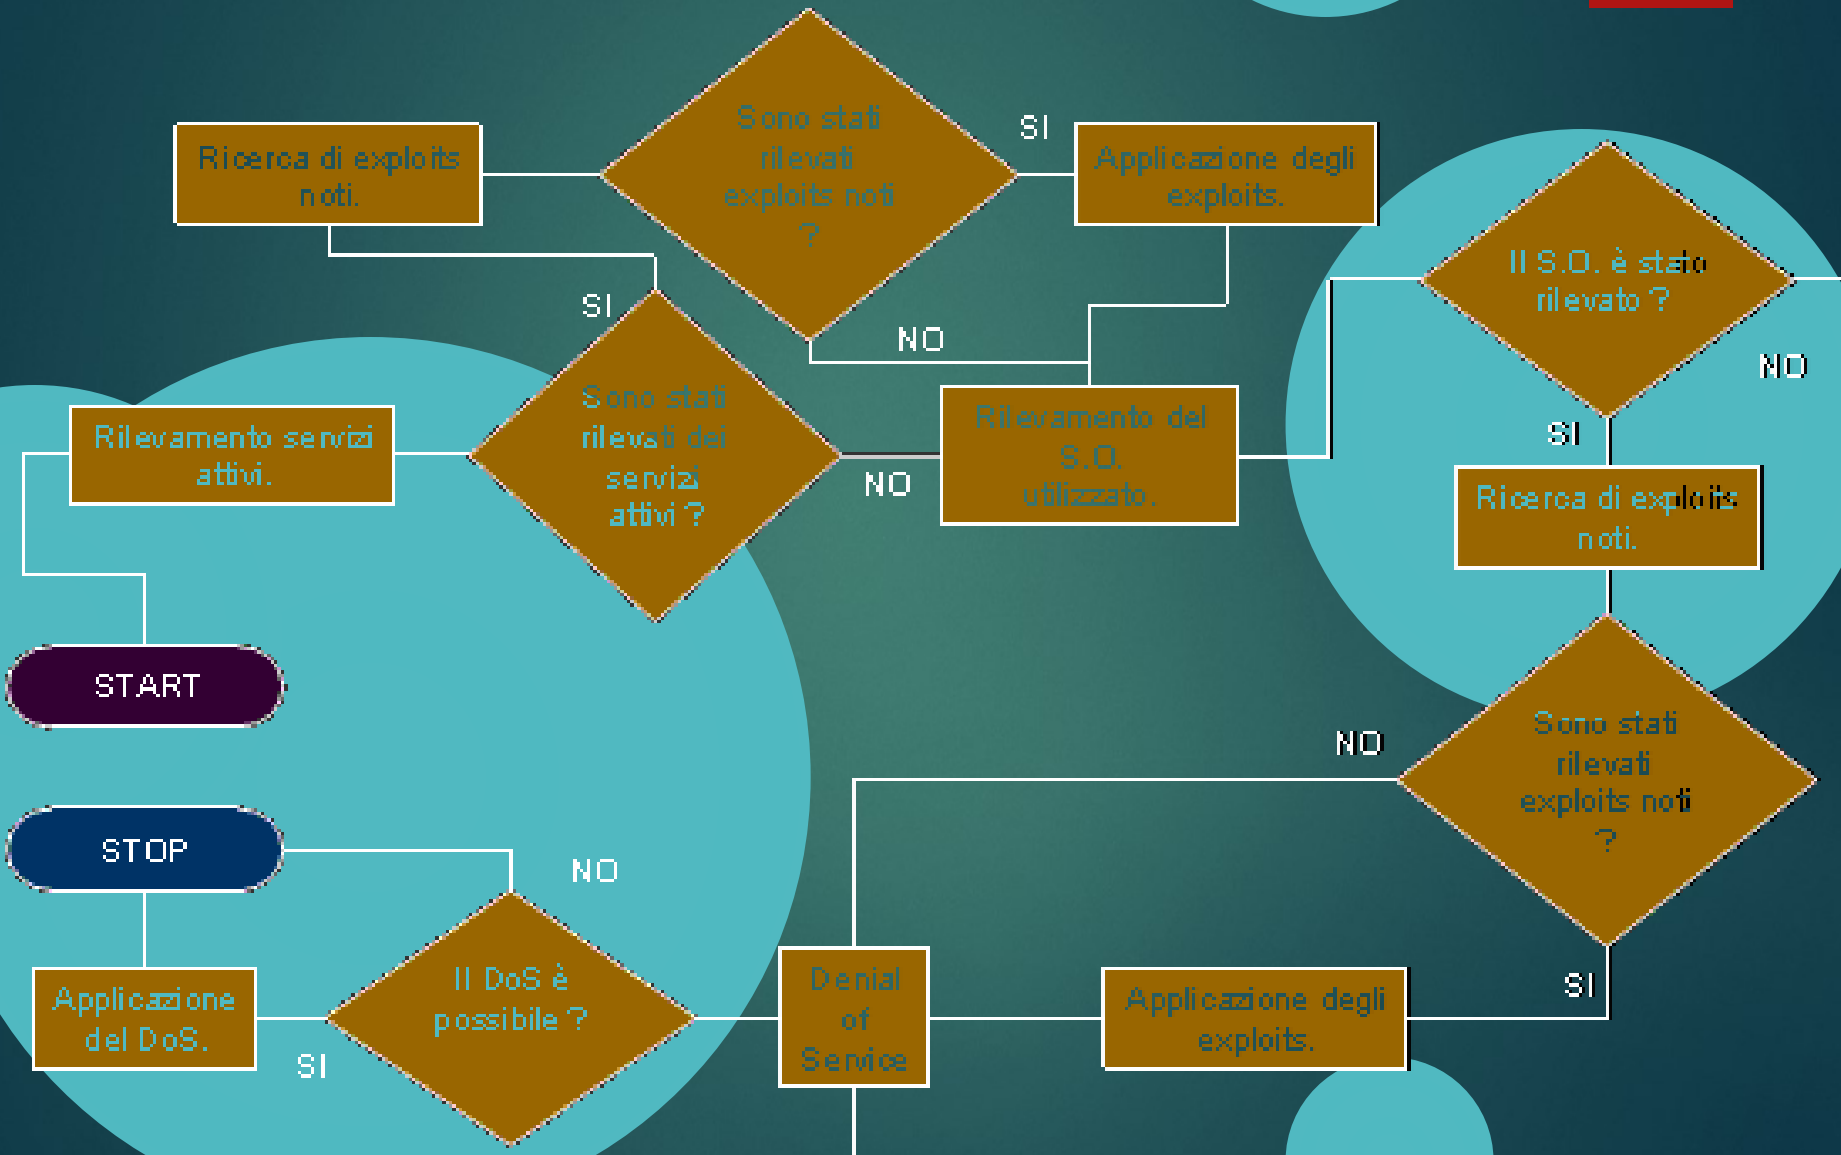 Sono stati
rilevati
exploits noti
?
SI
Ricerca di exploits
noti.
Applicazione degli
exploits.
Il S.O. è stato
rilevato ?
SI
NO
NO
Sono stati
rilevati dei
servizi
attivi ?
Rilevamento servizi
attivi.
Rilevamento del
S.O.
utilizzato.
NO
SI
Ricerca di exploits
noti.
START
Sono stati
rilevati
exploits noti
?
NO
STOP
NO
SI
Il DoS è
possibile ?
Denial
of
Service
Applicazione
del DoS.
Applicazione degli
exploits.
SI